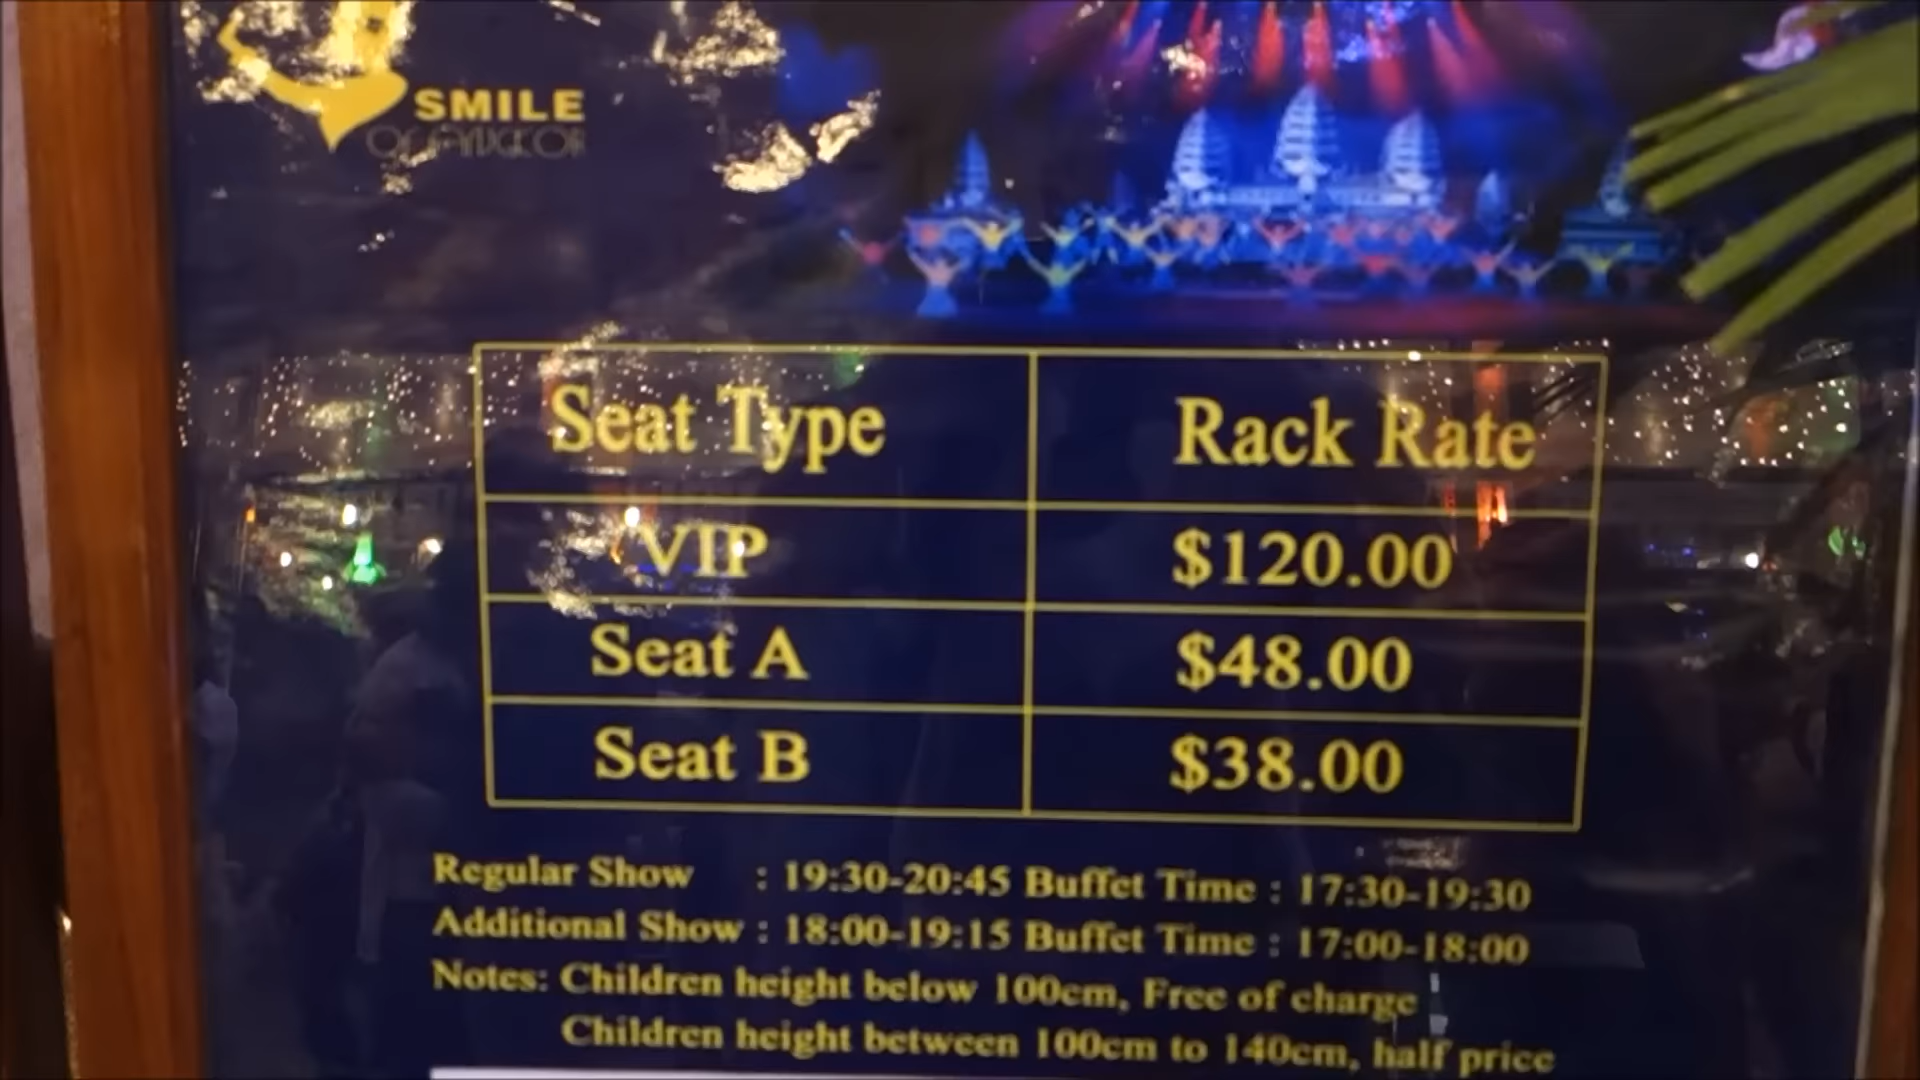 SMILE
OF ANGKOR
Seat Type Rack Rate
VIP $120.00
Seat A $48.00
Seat B $38.00
Regular Show : 19:30-20:45 Buffet Time : 17:30-19:30
Additional Show : 18:00-19:15 Buffet Time : 17:00-18:00
Notes: Children height below 100cm, Free of charge
Children height between 100cm to 140cm, half price